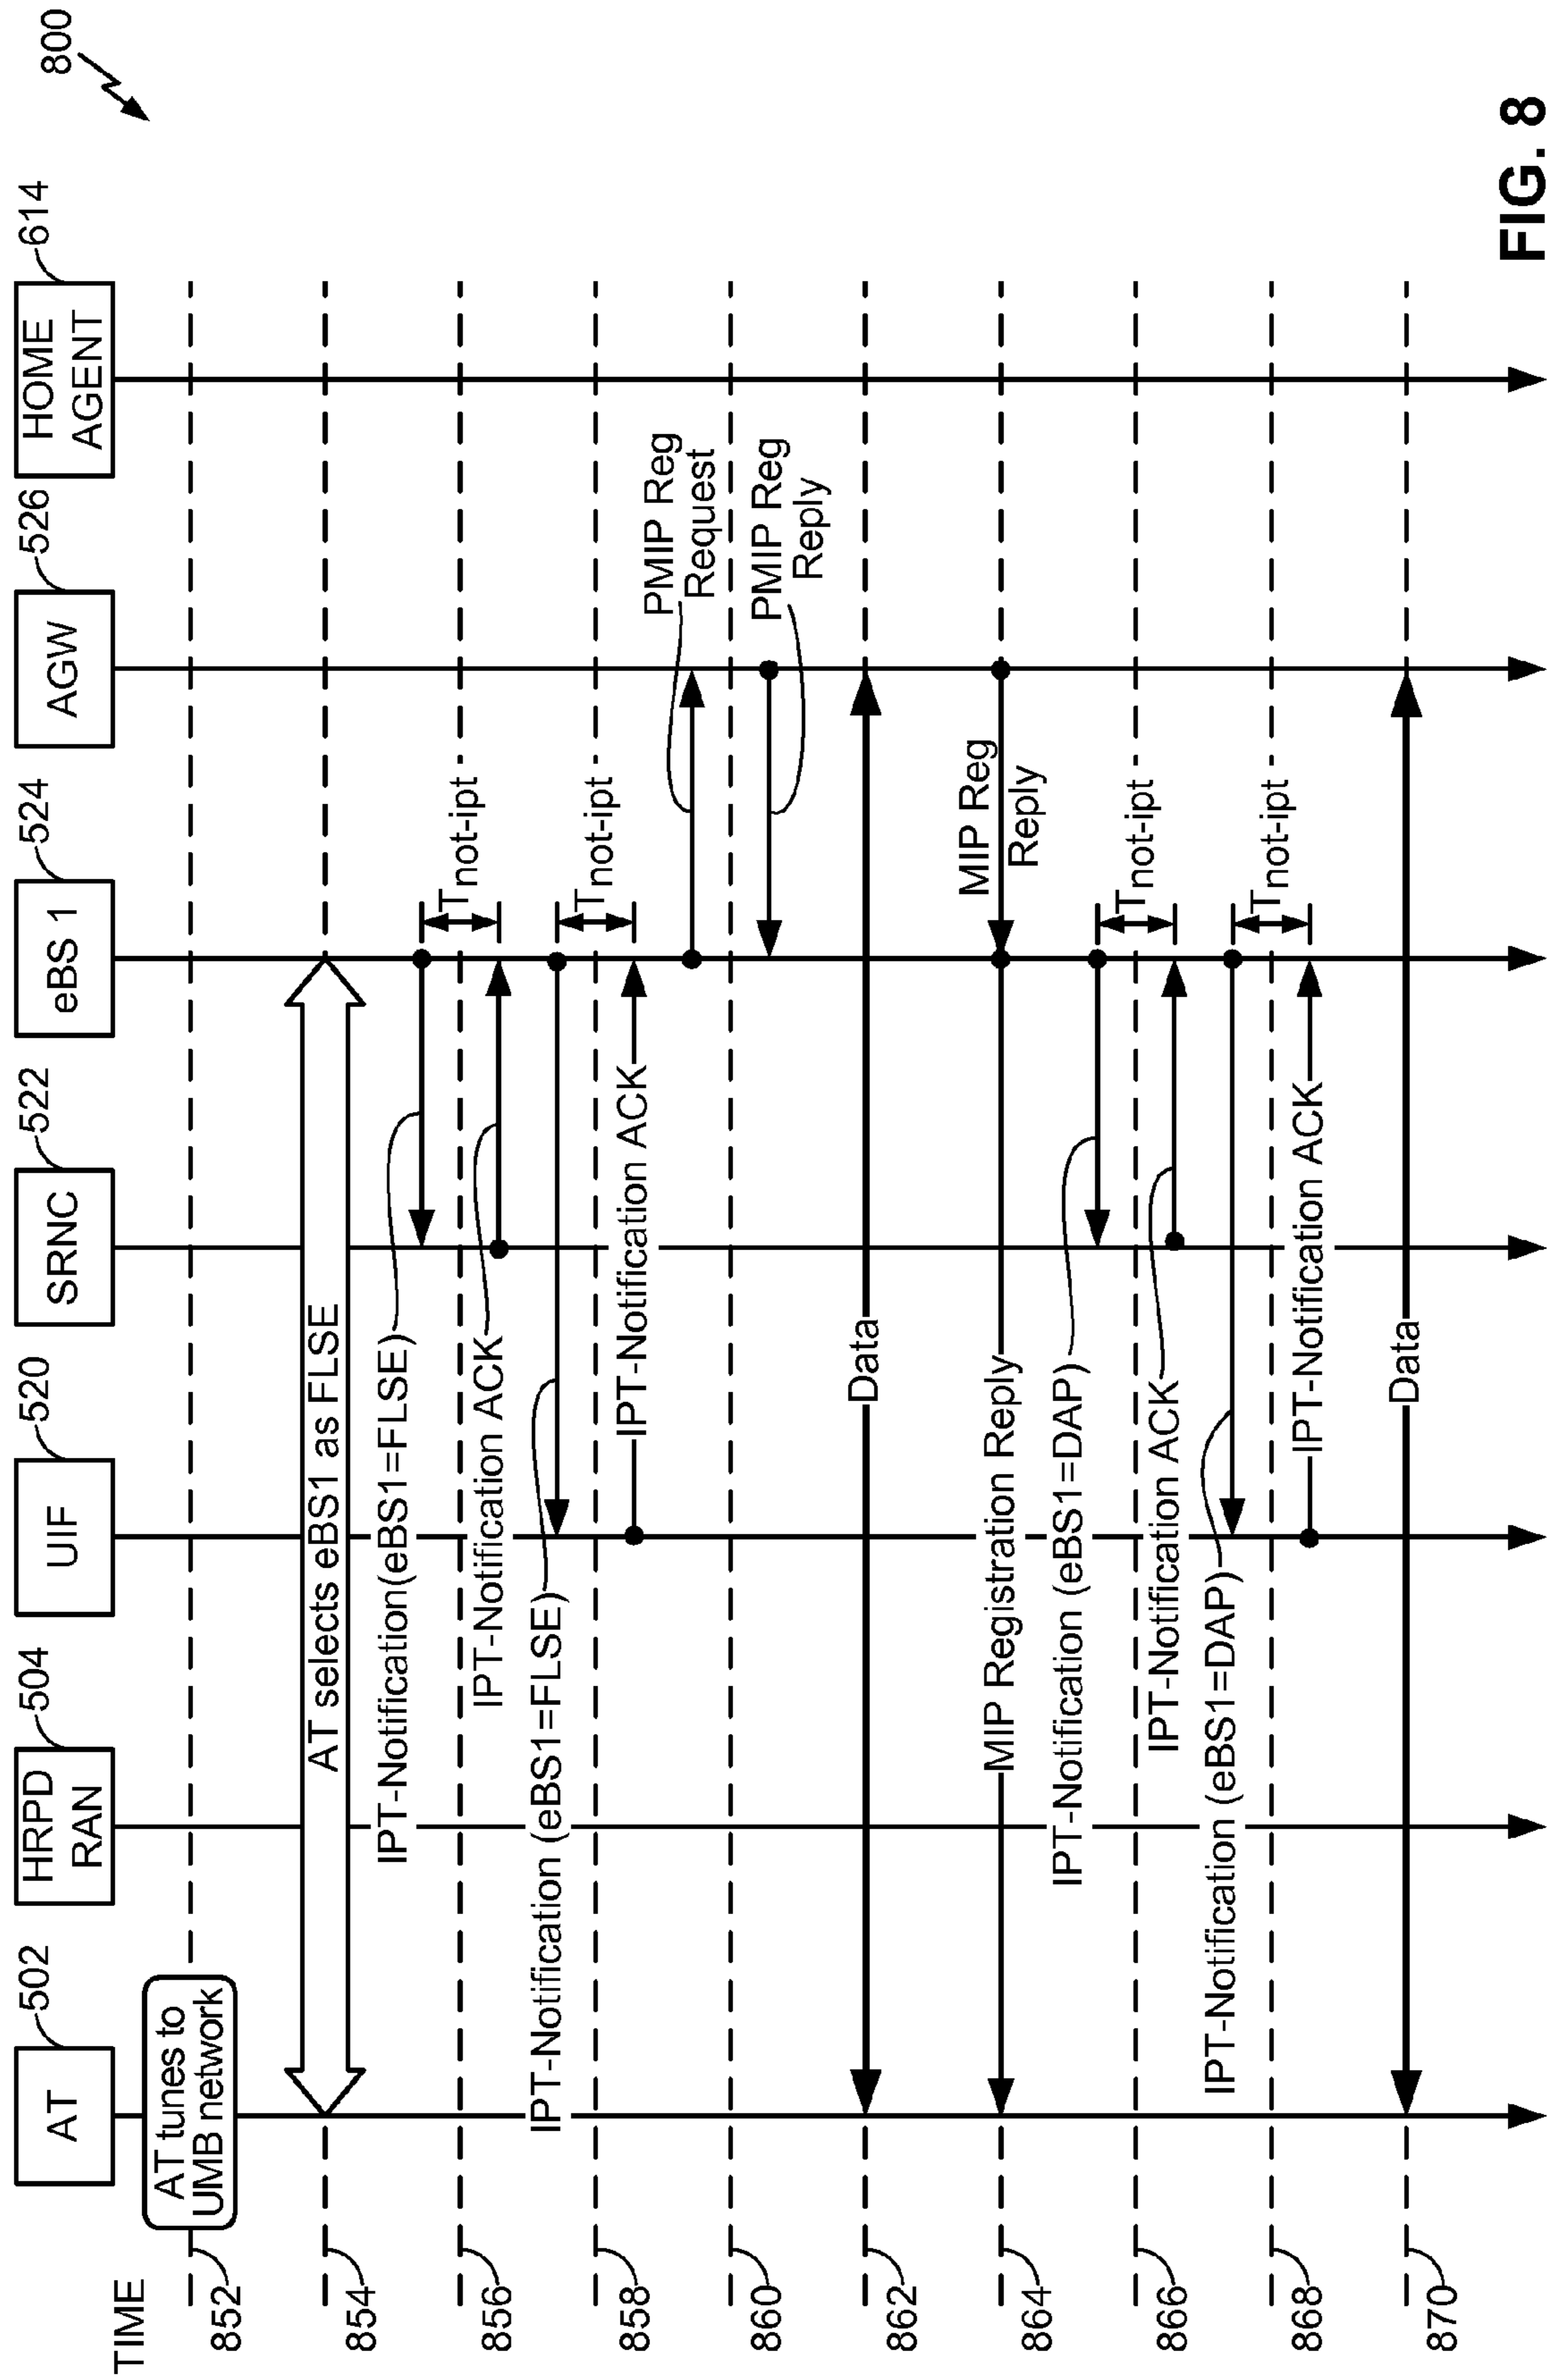 800
AT
502
HRPD
RAN
504
UIF
520
SRNC
522
eBS 1
524
AGW
526
HOME
AGENT
614
TIME
852
AT tunes to
UMB network
854
AT selects eBS1 as FLSE
IPT-Notification(eBS1=FLSE)
Tnot-ipt
856
IPT-Notification ACK
IPT-Notification (eBS1=FLSE)
Tnot-ipt
858
IPT-Notification ACK
PMIP Reg
Request
860
PMIP Reg
Reply
862
Data
864
MIP Registration Reply
MIP Reg
Reply
IPT-Notification (eBS1=DAP)
Tnot-ipt
866
IPT-Notification ACK
IPT-Notification (eBS1=DAP)
Tnot-ipt
868
IPT-Notification ACK
870
Data
FIG. 8